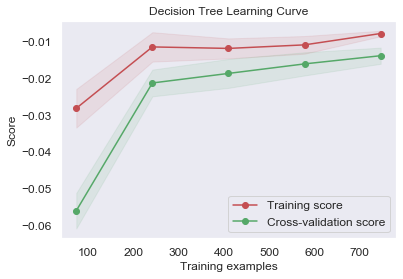 Decision Tree Learning Curve
−0.01
−0.02
−0.03
−0.04
−0.05
−0.06
Score
100 200 300 400 500 600 700
Training examples
Training score
Cross-validation score